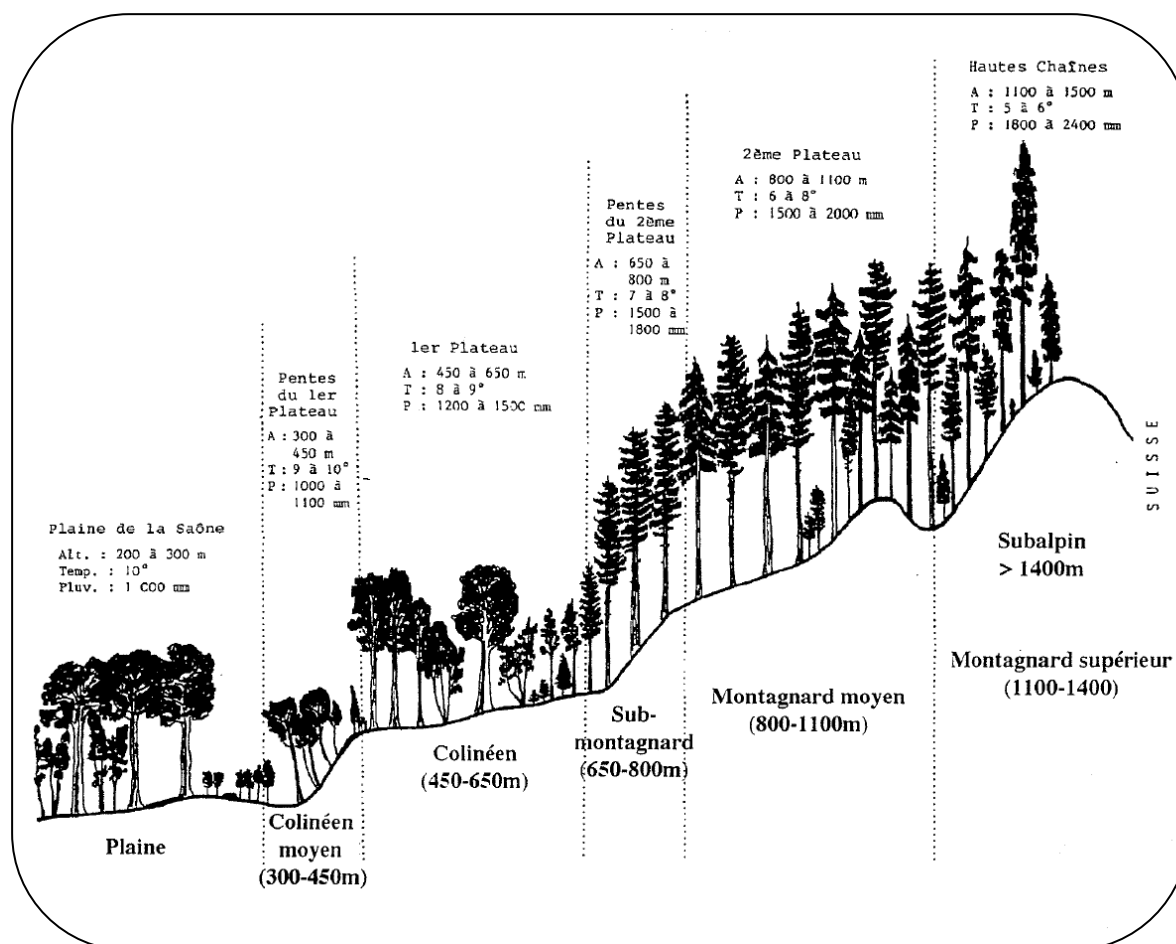 Hautes Chaînes
A : 1100 à 1500 m
T : 5 à 6°
P : 1800 à 2400 mm
2ème Plateau
A : 800 à 1100 m
T : 6 à 8°
P : 1500 à 2000 mm
Pentes
du 2ème
Plateau
A : 650 à
800 m
T : 7 à 8°
P : 1500 à
1800 mm
1er Plateau
A : 450 à 650 m
T : 8 à 9°
P : 1200 à 1500 mm
Pentes
du 1er
Plateau
A : 300 à
450 m
T : 9 à 10°
P : 1000 à
1100 mm
Plaine de la Saône
Alt. : 200 à 300 m
Temp. : 10°
Pluv. : 1 000 mm
SUISSE
Subalpin
> 1400m
Montagnard supérieur
(1100-1400)
Montagnard moyen
(800-1100m)
Sub-
montagnard
(650-800m)
Colinéen
(450-650m)
Colinéen
moyen
(300-450m)
Plaine